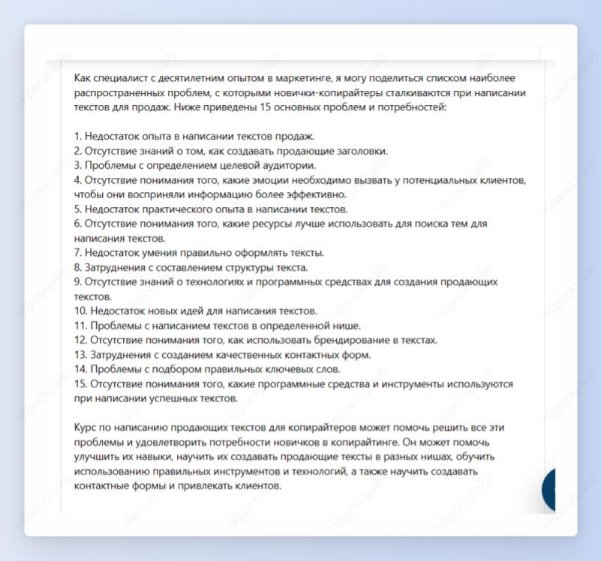 Как специалист с десятилетним опытом в маркетинге, я могу поделиться списком наиболее
распространенных проблем, с которыми новички-копирайтеры сталкиваются при написании
текстов для продаж. Ниже приведены 15 основных проблем и потребностей:
1. Недостаток опыта в написании текстов продаж.
2. Отсутствие знаний о том, как создавать продающие заголовки.
3. Проблемы с определением целевой аудитории.
4. Отсутствие понимания того, какие эмоции необходимо вызвать у потенциальных клиентов,
чтобы они восприняли информацию более эффективно.
5. Недостаток практического опыта в написании текстов.
6. Отсутствие понимания того, какие ресурсы лучше использовать для поиска тем для
написания текстов.
7. Недостаток умения правильно оформлять тексты.
8. Затруднения с составлением структуры текста.
9. Отсутствие знаний о технологиях и программных средствах для создания продающих
текстов.
10. Недостаток новых идей для написания текстов.
11. Проблемы с написанием текстов в определенной нише.
12. Отсутствие понимания того, как использовать брендирование в текстах.
13. Затруднения с созданием качественных контактных форм.
14. Проблемы с подбором правильных ключевых слов.
15. Отсутствие понимания того, какие программные средства и инструменты используются
при написании успешных текстов.
Курс по написанию продающих текстов для копирайтеров может помочь решить все эти
проблемы и удовлетворить потребности новичков в копирайтинге. Он может помочь
улучшить их навыки, научить их создавать продающие тексты в разных нишах, обучить
использованию правильных инструментов и технологий, а также научить создавать
контактные формы и привлекать клиентов.